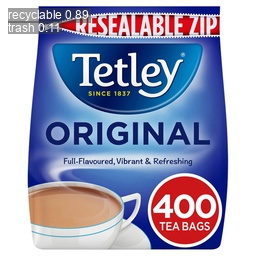 recyclable 0.89
trash 0.11
RESEALABLE ZIP
Tetley
SINCE 1837
ORIGINAL
Full-Flavoured, Vibrant & Refreshing
400
TEA BAGS